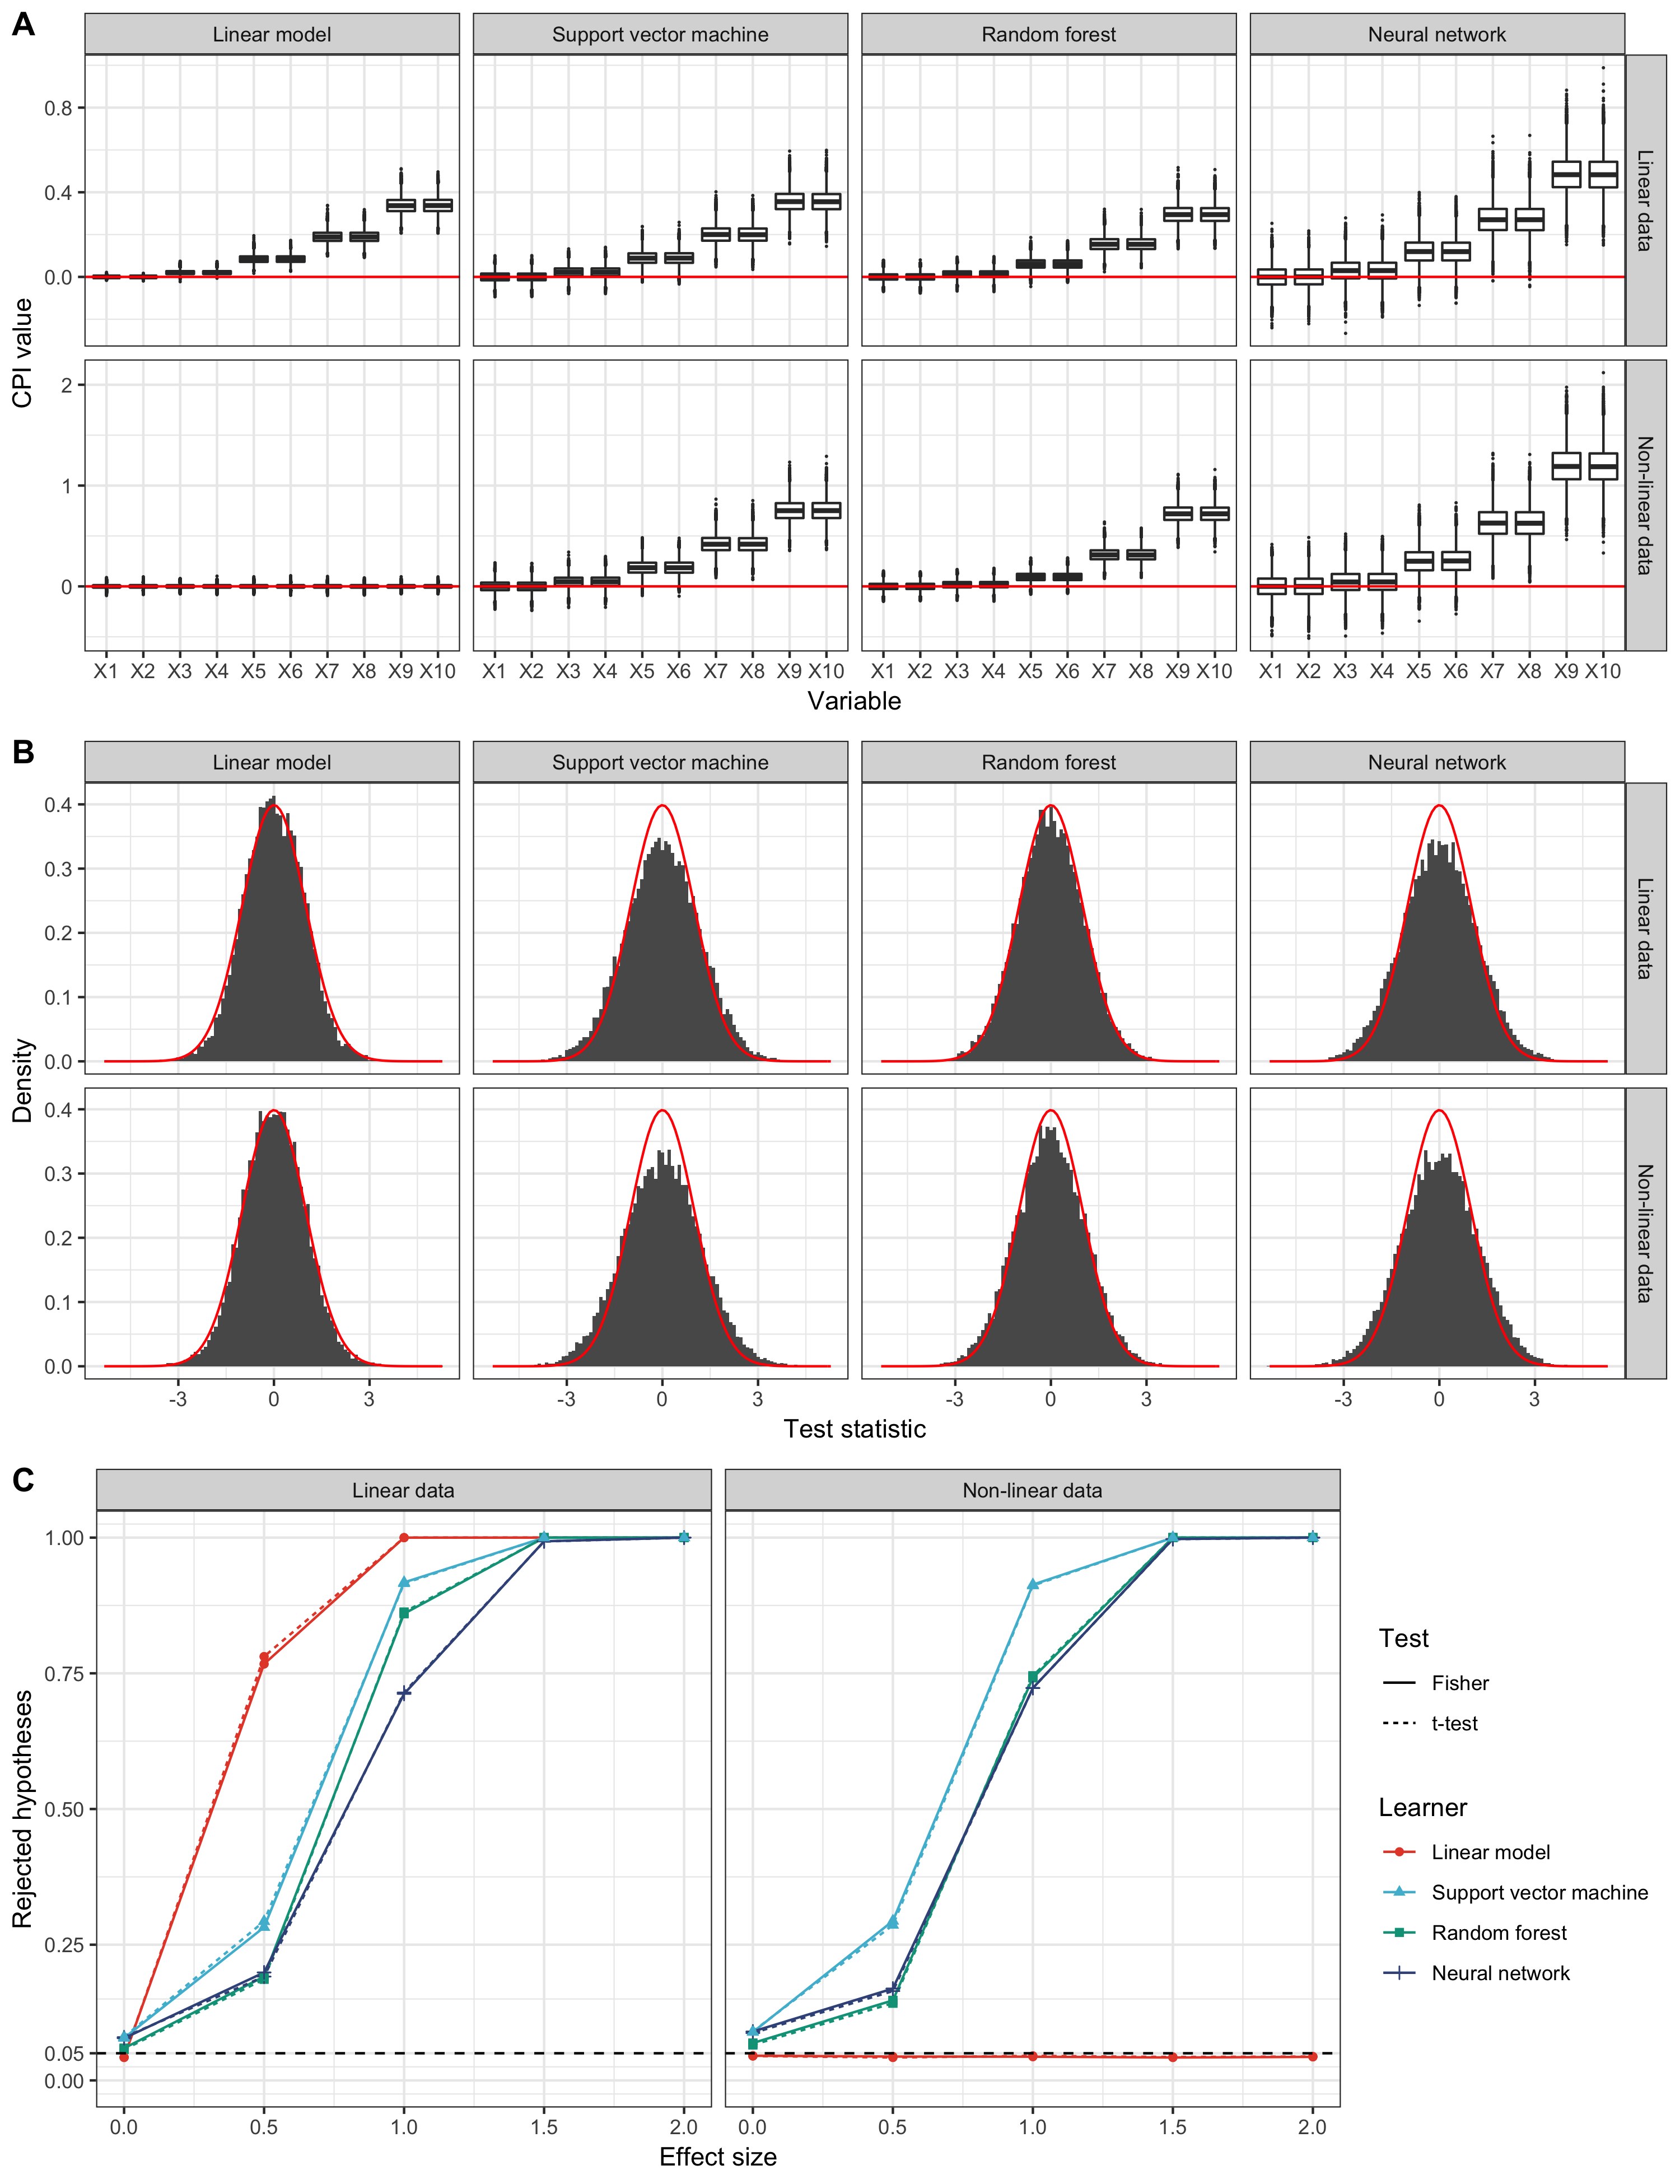 A
Linear model Support vector machine Random forest Neural network
0.8
0.4
0.0
Linear data
CPI value
2
1
0
Non-linear data
X1 X2 X3 X4 X5 X6 X7 X8 X9 X10 X1 X2 X3 X4 X5 X6 X7 X8 X9 X10 X1 X2 X3 X4 X5 X6 X7 X8 X9 X10 X1 X2 X3 X4 X5 X6 X7 X8 X9 X10
Variable
B
Linear model Support vector machine Random forest Neural network
0.4
0.3
0.2
0.1
0.0
Linear data
Density
0.4
0.3
0.2
0.1
0.0
Non-linear data
-3 0 3 -3 0 3 -3 0 3 -3 0 3
Test statistic
C
Linear data Non-linear data
1.00
0.75
0.50
0.25
0.05
0.00
Rejected hypotheses
0.0 0.5 1.0 1.5 2.0 0.0 0.5 1.0 1.5 2.0
Effect size
Test
Fisher
t-test
Learner
Linear model
Support vector machine
Random forest
Neural network